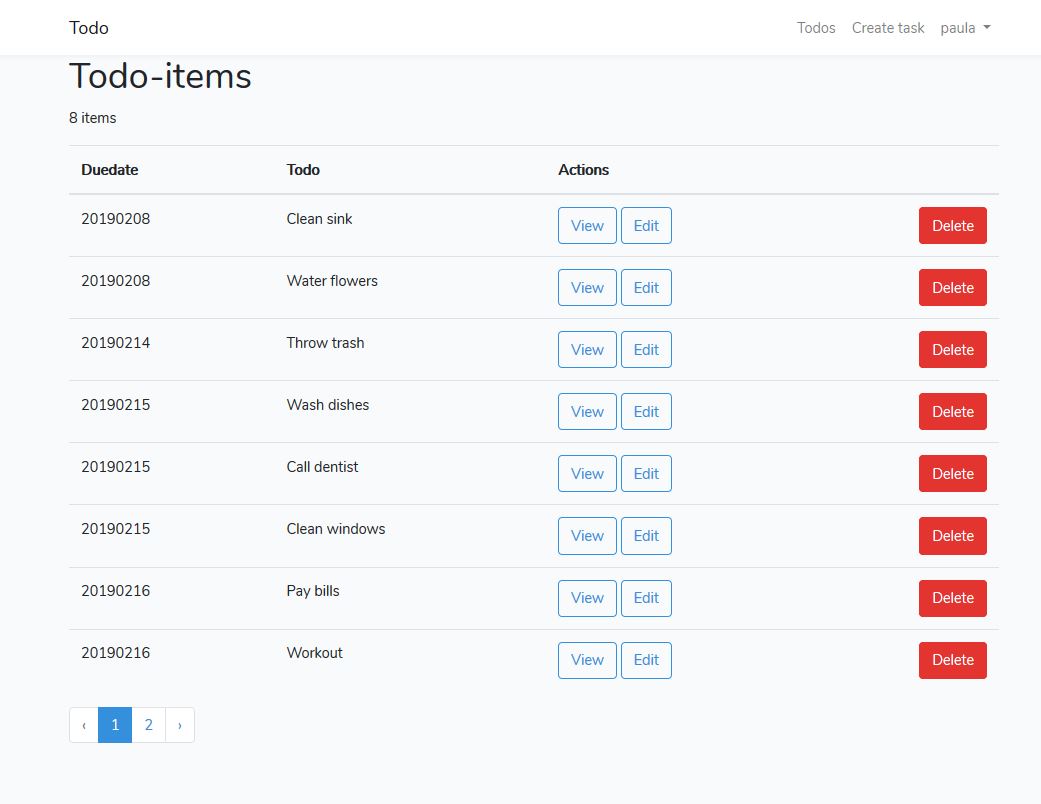 Todo Todos Create task paula
Todo-items
8 items
Duedate Todo Actions
20190208 Clean sink View Edit Delete
20190208 Water flowers View Edit Delete
20190214 Throw trash View Edit Delete
20190215 Wash dishes View Edit Delete
20190215 Call dentist View Edit Delete
20190215 Clean windows View Edit Delete
20190216 Pay bills View Edit Delete
20190216 Workout View Edit Delete
‹ 1 2 ›